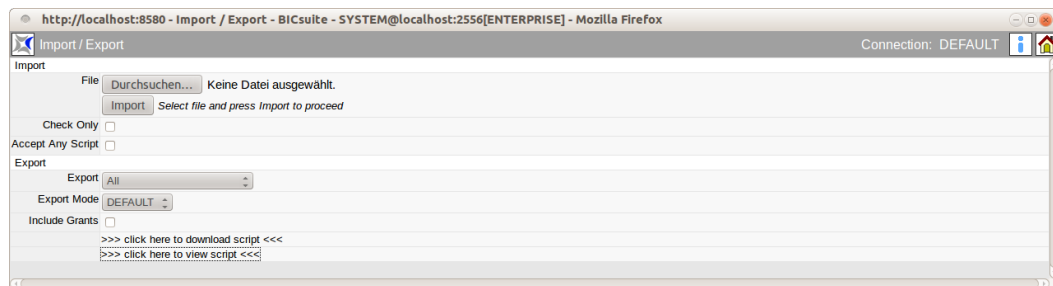 http://localhost:8580 - Import / Export - BICsuite - SYSTEM@localhost:2556[ENTERPRISE] - Mozilla Firefox
Import / Export Connection: DEFAULT
Import
File Durchsuchen... Keine Datei ausgewählt.
Import Select file and press Import to proceed
Check Only
Accept Any Script
Export
Export All
Export Mode DEFAULT
Include Grants
>>> click here to download script <<<
>>> click here to view script <<<